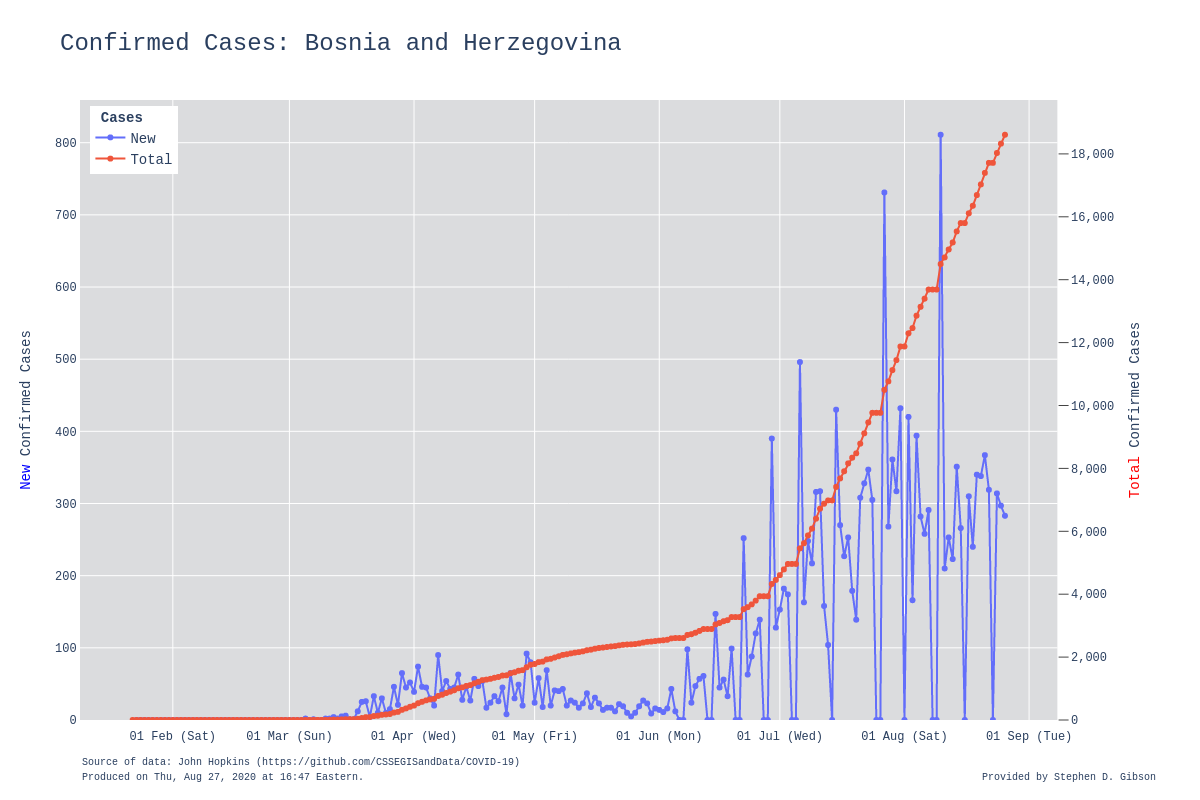 Confirmed Cases: Bosnia and Herzegovina
Cases
New
Total
800
700
600
500
400
300
200
100
0
New Confirmed Cases
18,000
16,000
14,000
12,000
10,000
8,000
6,000
4,000
2,000
0
Total Confirmed Cases
01 Feb (Sat) 01 Mar (Sun) 01 Apr (Wed) 01 May (Fri) 01 Jun (Mon) 01 Jul (Wed) 01 Aug (Sat) 01 Sep (Tue)
Source of data: John Hopkins (https://github.com/CSSEGISandData/COVID-19)
Produced on Thu, Aug 27, 2020 at 16:47 Eastern.
Provided by Stephen D. Gibson